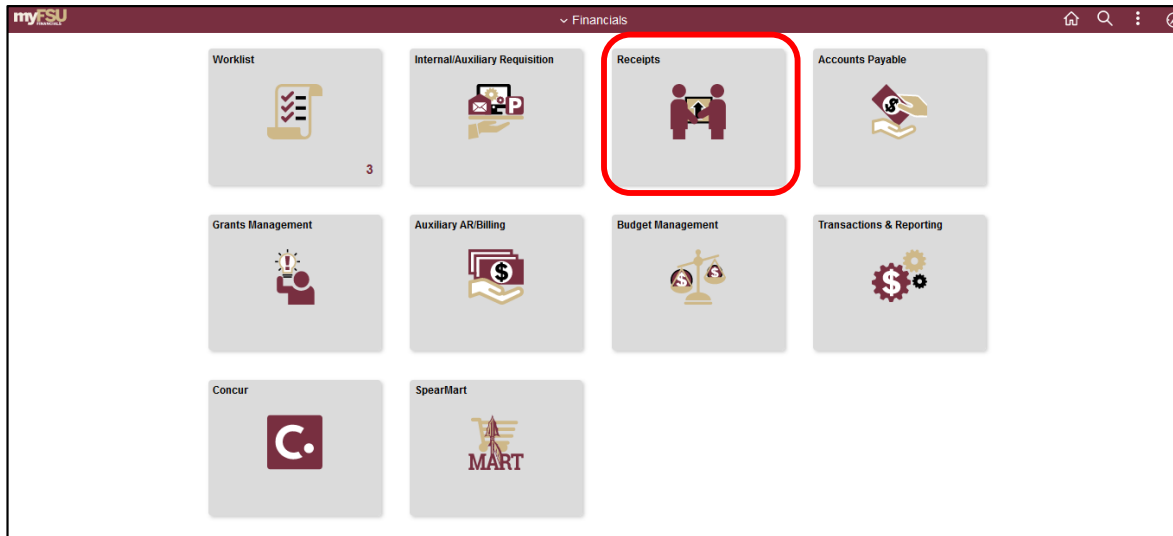 myFSU
FINANCIALS
Financials
Worklist
3
Internal/Auxiliary Requisition
P
Receipts
Accounts Payable
$
Grants Management
Auxiliary AR/Billing
$
Budget Management
$ $
Transactions & Reporting
$
Concur
C.
SpearMart
MART